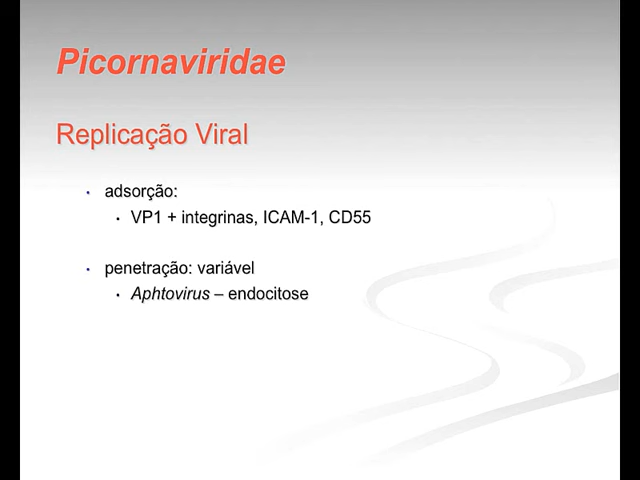 Picornaviridae
Replicação Viral
• adsorção:
• VP1 + integrinas, ICAM-1, CD55
• penetração: variável
• Aphtovirus – endocitose